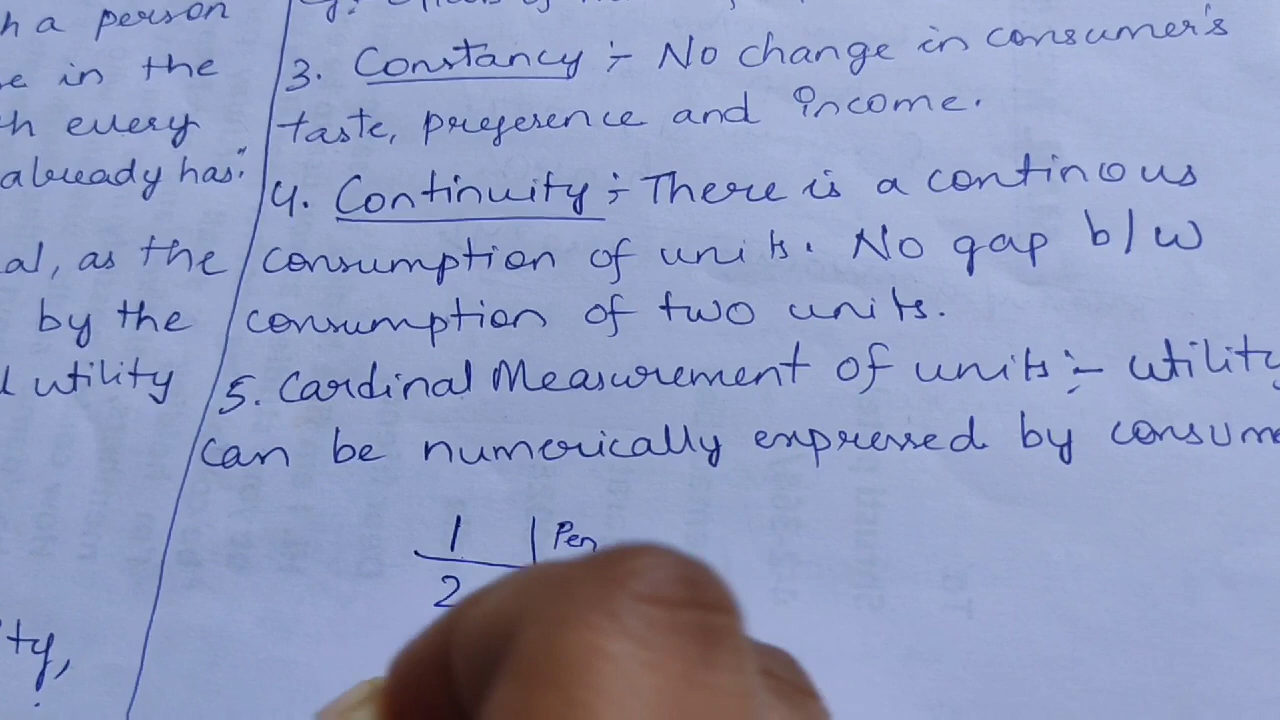 h a person
e in the
h every
already has."
al, as the
by the
utility
ty,
3. Constancy :- No change in consumer's
taste, preference and income.
4. Continuity :- There is a continous
consumption of units. No gap b/w
consumption of two units.
5. Cardinal Measurement of units :- utility
can be numerically expressed by consume
1 | Pen
2